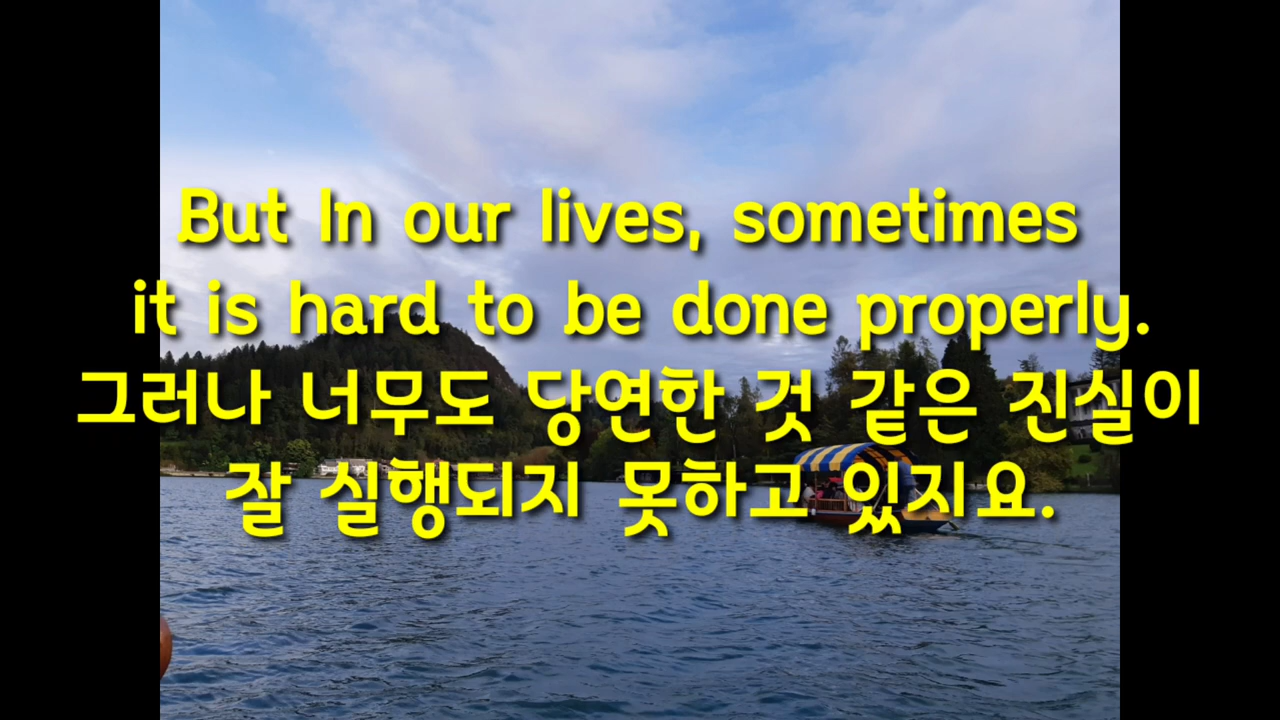 But In our lives, sometimes
it is hard to be done properly.
그러나 너무도 당연한 것 같은 진실이
잘 실행되지 못하고 있지요.